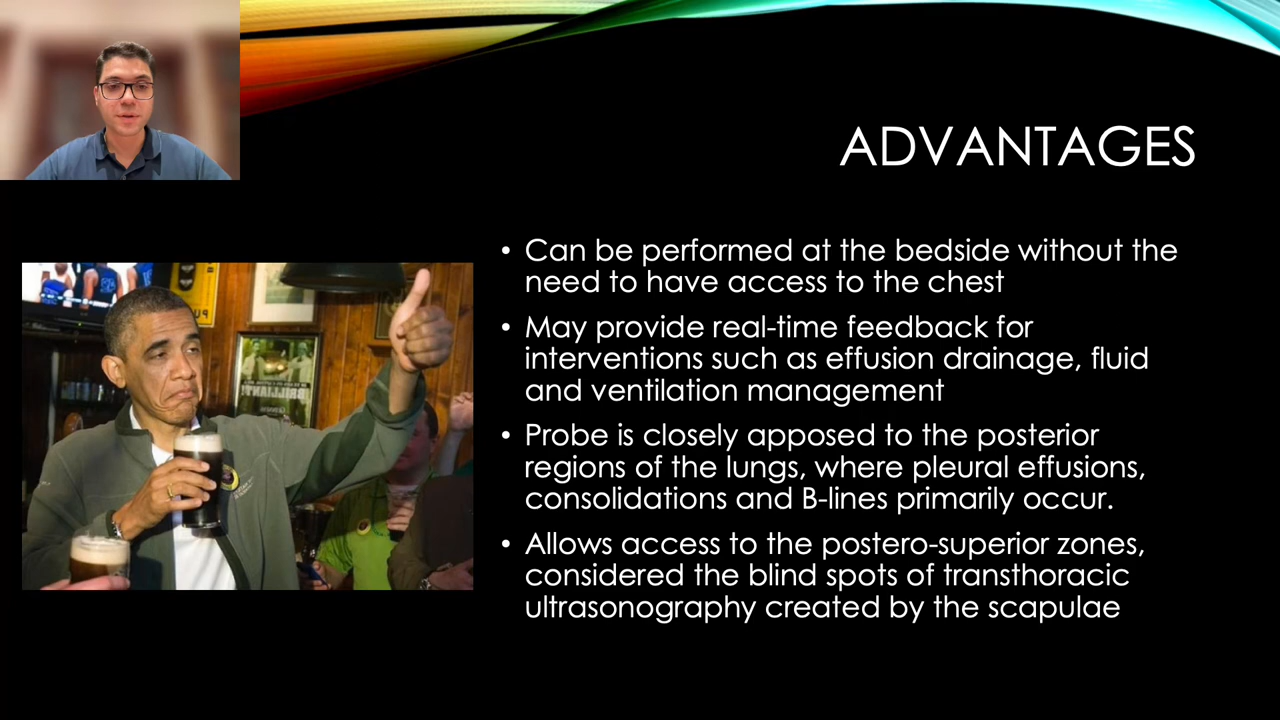 ADVANTAGES
• Can be performed at the bedside without the
need to have access to the chest
• May provide real-time feedback for
interventions such as effusion drainage, fluid
and ventilation management
• Probe is closely apposed to the posterior
regions of the lungs, where pleural effusions,
consolidations and B-lines primarily occur.
• Allows access to the postero-superior zones,
considered the blind spots of transthoracic
ultrasonography created by the scapulae
BRILLIANT!